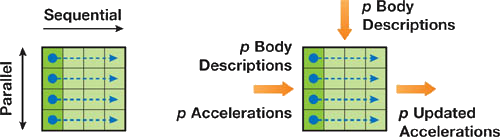 Sequential
Parallel
p Body
Descriptions
p Body
Descriptions
p Accelerations
p Updated
Accelerations